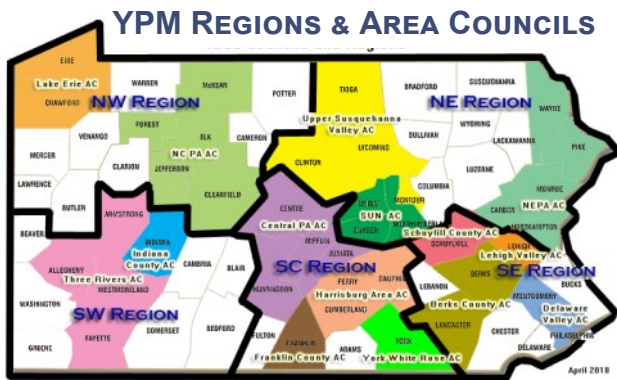 YPM REGIONS & AREA COUNCILS
ERIE
Lake Erie AC
CRAWFORD
WARREN
McKEAN
POTTER
NW REGION
FOREST
ELK
CAMERON
VENANGO
NC PA AC
MERCER
CLARION
JEFFERSON
LAWRENCE
CLEARFIELD
BUTLER
TIOGA
BRADFORD
SUSQUEHANNA
WAYNE
NE REGION
Upper Susquehanna
Valley AC
WYOMING
SULLIVAN
LYCOMING
LACKAWANNA
PIKE
CLINTON
LUZERNE
COLUMBIA
MONROE
NEPA AC
CARBON
NORTHAMPTON
UNION
MONTOUR
SUN AC
SNYDER
CENTRE
Central PA AC
MIFFLIN
JUNIATA
SC REGION
HUNTINGDON
PERRY
DAUPHIN
Harrisburg Area AC
CUMBERLAND
FULTON
FRANKLIN
Franklin County AC
ADAMS
YORK
York White Rose AC
BEAVER
ARMSTRONG
INDIANA
Indiana
County AC
CAMBRIA
BLAIR
ALLEGHENY
Three Rivers AC
WESTMORELAND
WASHINGTON
SW REGION
SOMERSET
BEDFORD
FAYETTE
GREENE
Schuylkill County AC
SCHUYLKILL
LEHIGH
Lehigh Valley AC
SE REGION
BERKS
LEBANON
BUCKS
MONTGOMERY
Berks County AC
Delaware
Valley AC
LANCASTER
CHESTER
PHILADELPHIA
DELAWARE
April 2018